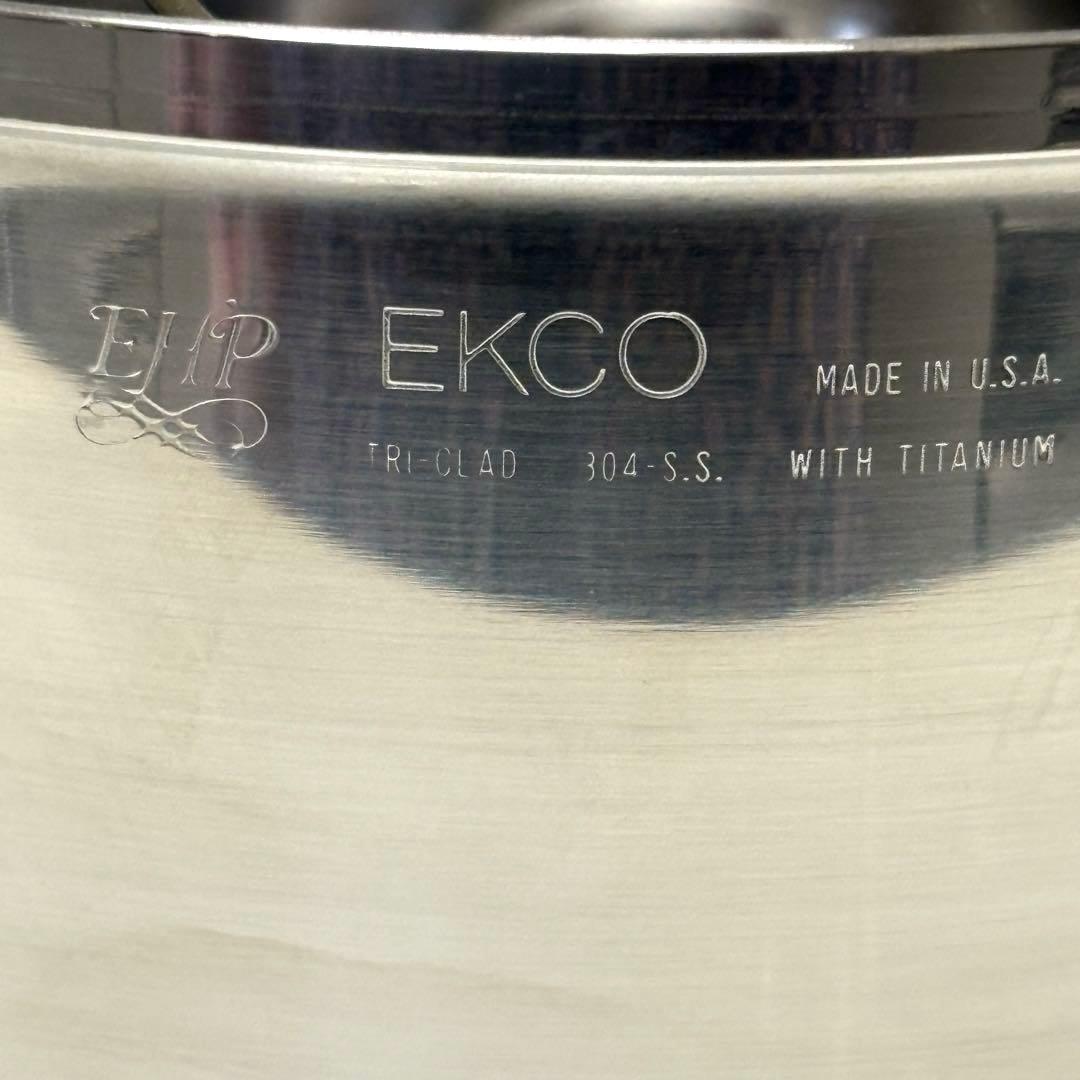 EHP EKCO MADE IN U.S.A.
TRI-CLAD 304-S.S. WITH TITANIUM